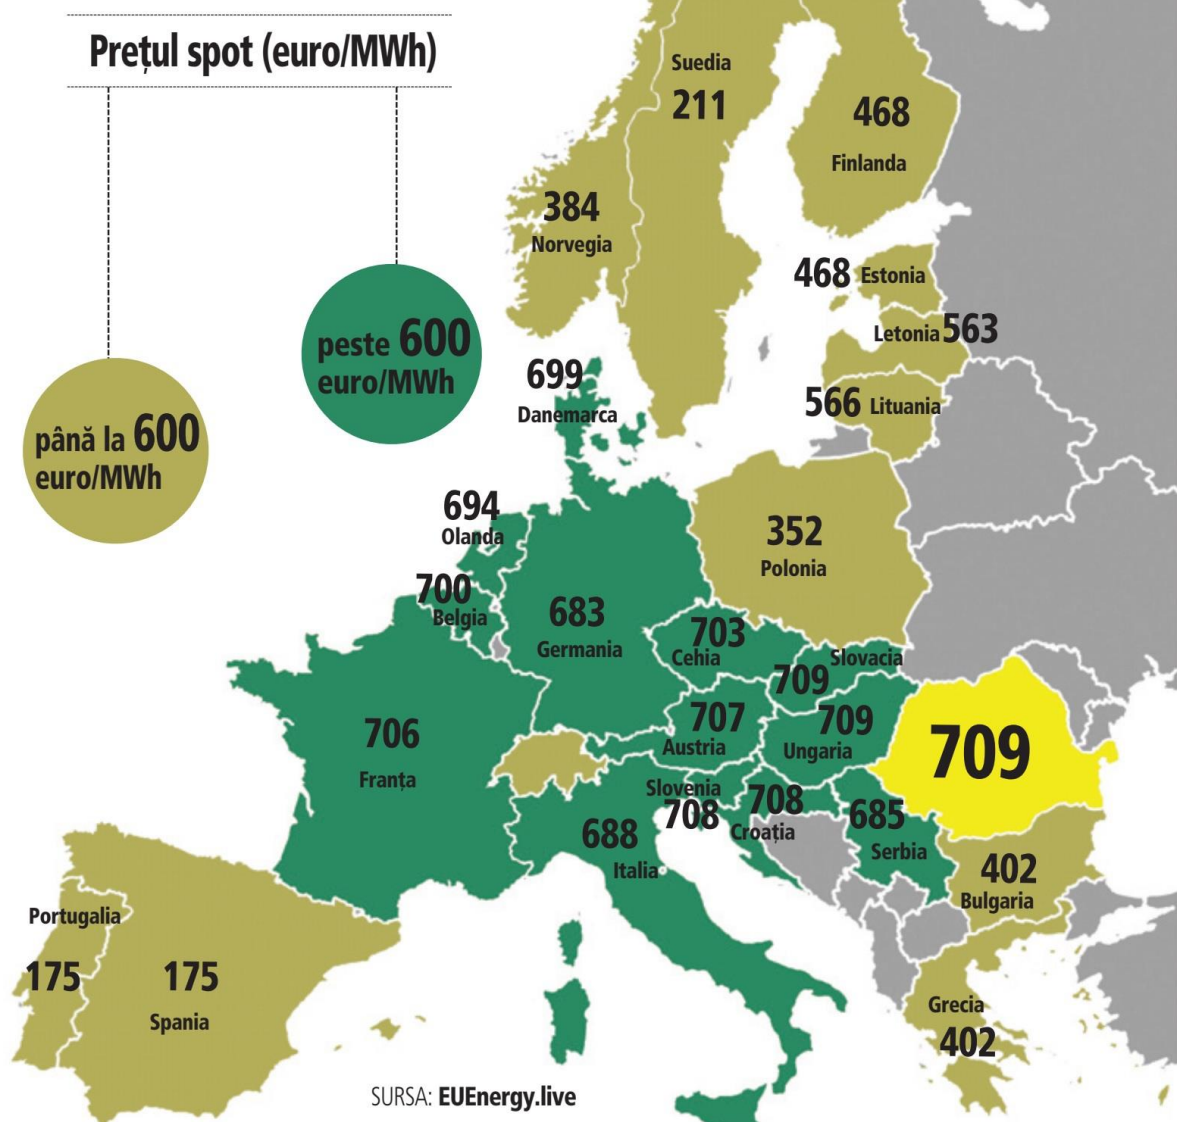 Prețul spot (euro/MWh)
până la 600
euro/MWh
peste 600
euro/MWh
Suedia
211
468
Finlanda
384
Norvegia
468 Estonia
Letonia 563
566 Lituania
699
Danemarca
694
Olanda
700
Belgia
683
Germania
352
Polonia
703
Cehia
Slovacia
709
707
Austria
709
Ungaria
709
706
Franța
Slovenia
708
708
Croația
685
Serbia
688
Italia
402
Bulgaria
Portugalia
175
175
Spania
Grecia
402
SURSA: EUEnergy.live